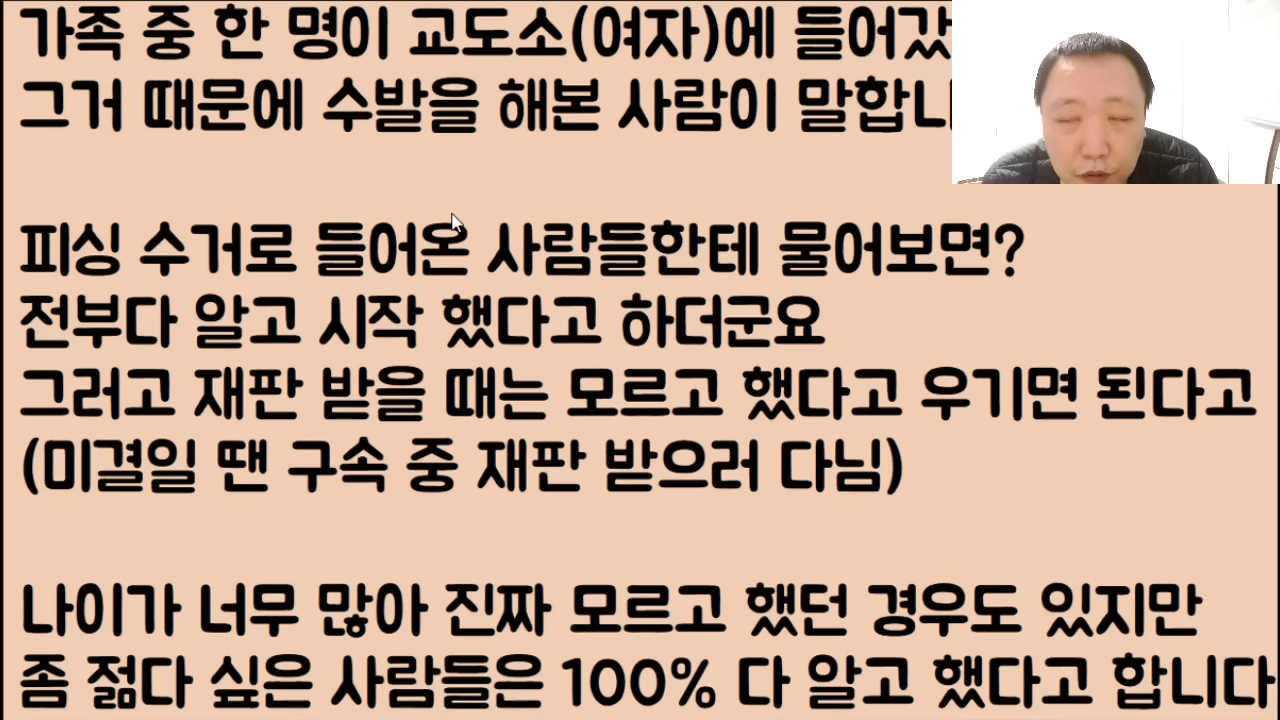 가족 중 한 명이 교도소(여자)에 들어갔
그거 때문에 수발을 해본 사람이 말합니
피싱 수거로 들어온 사람들한테 물어보면?
전부다 알고 시작 했다고 하더군요
그러고 재판 받을 때는 모르고 했다고 우기면 된다고
(미결일 땐 구속 중 재판 받으러 다님)
나이가 너무 많아 진짜 모르고 했던 경우도 있지만
좀 젊다 싶은 사람들은 100% 다 알고 했다고 합니다